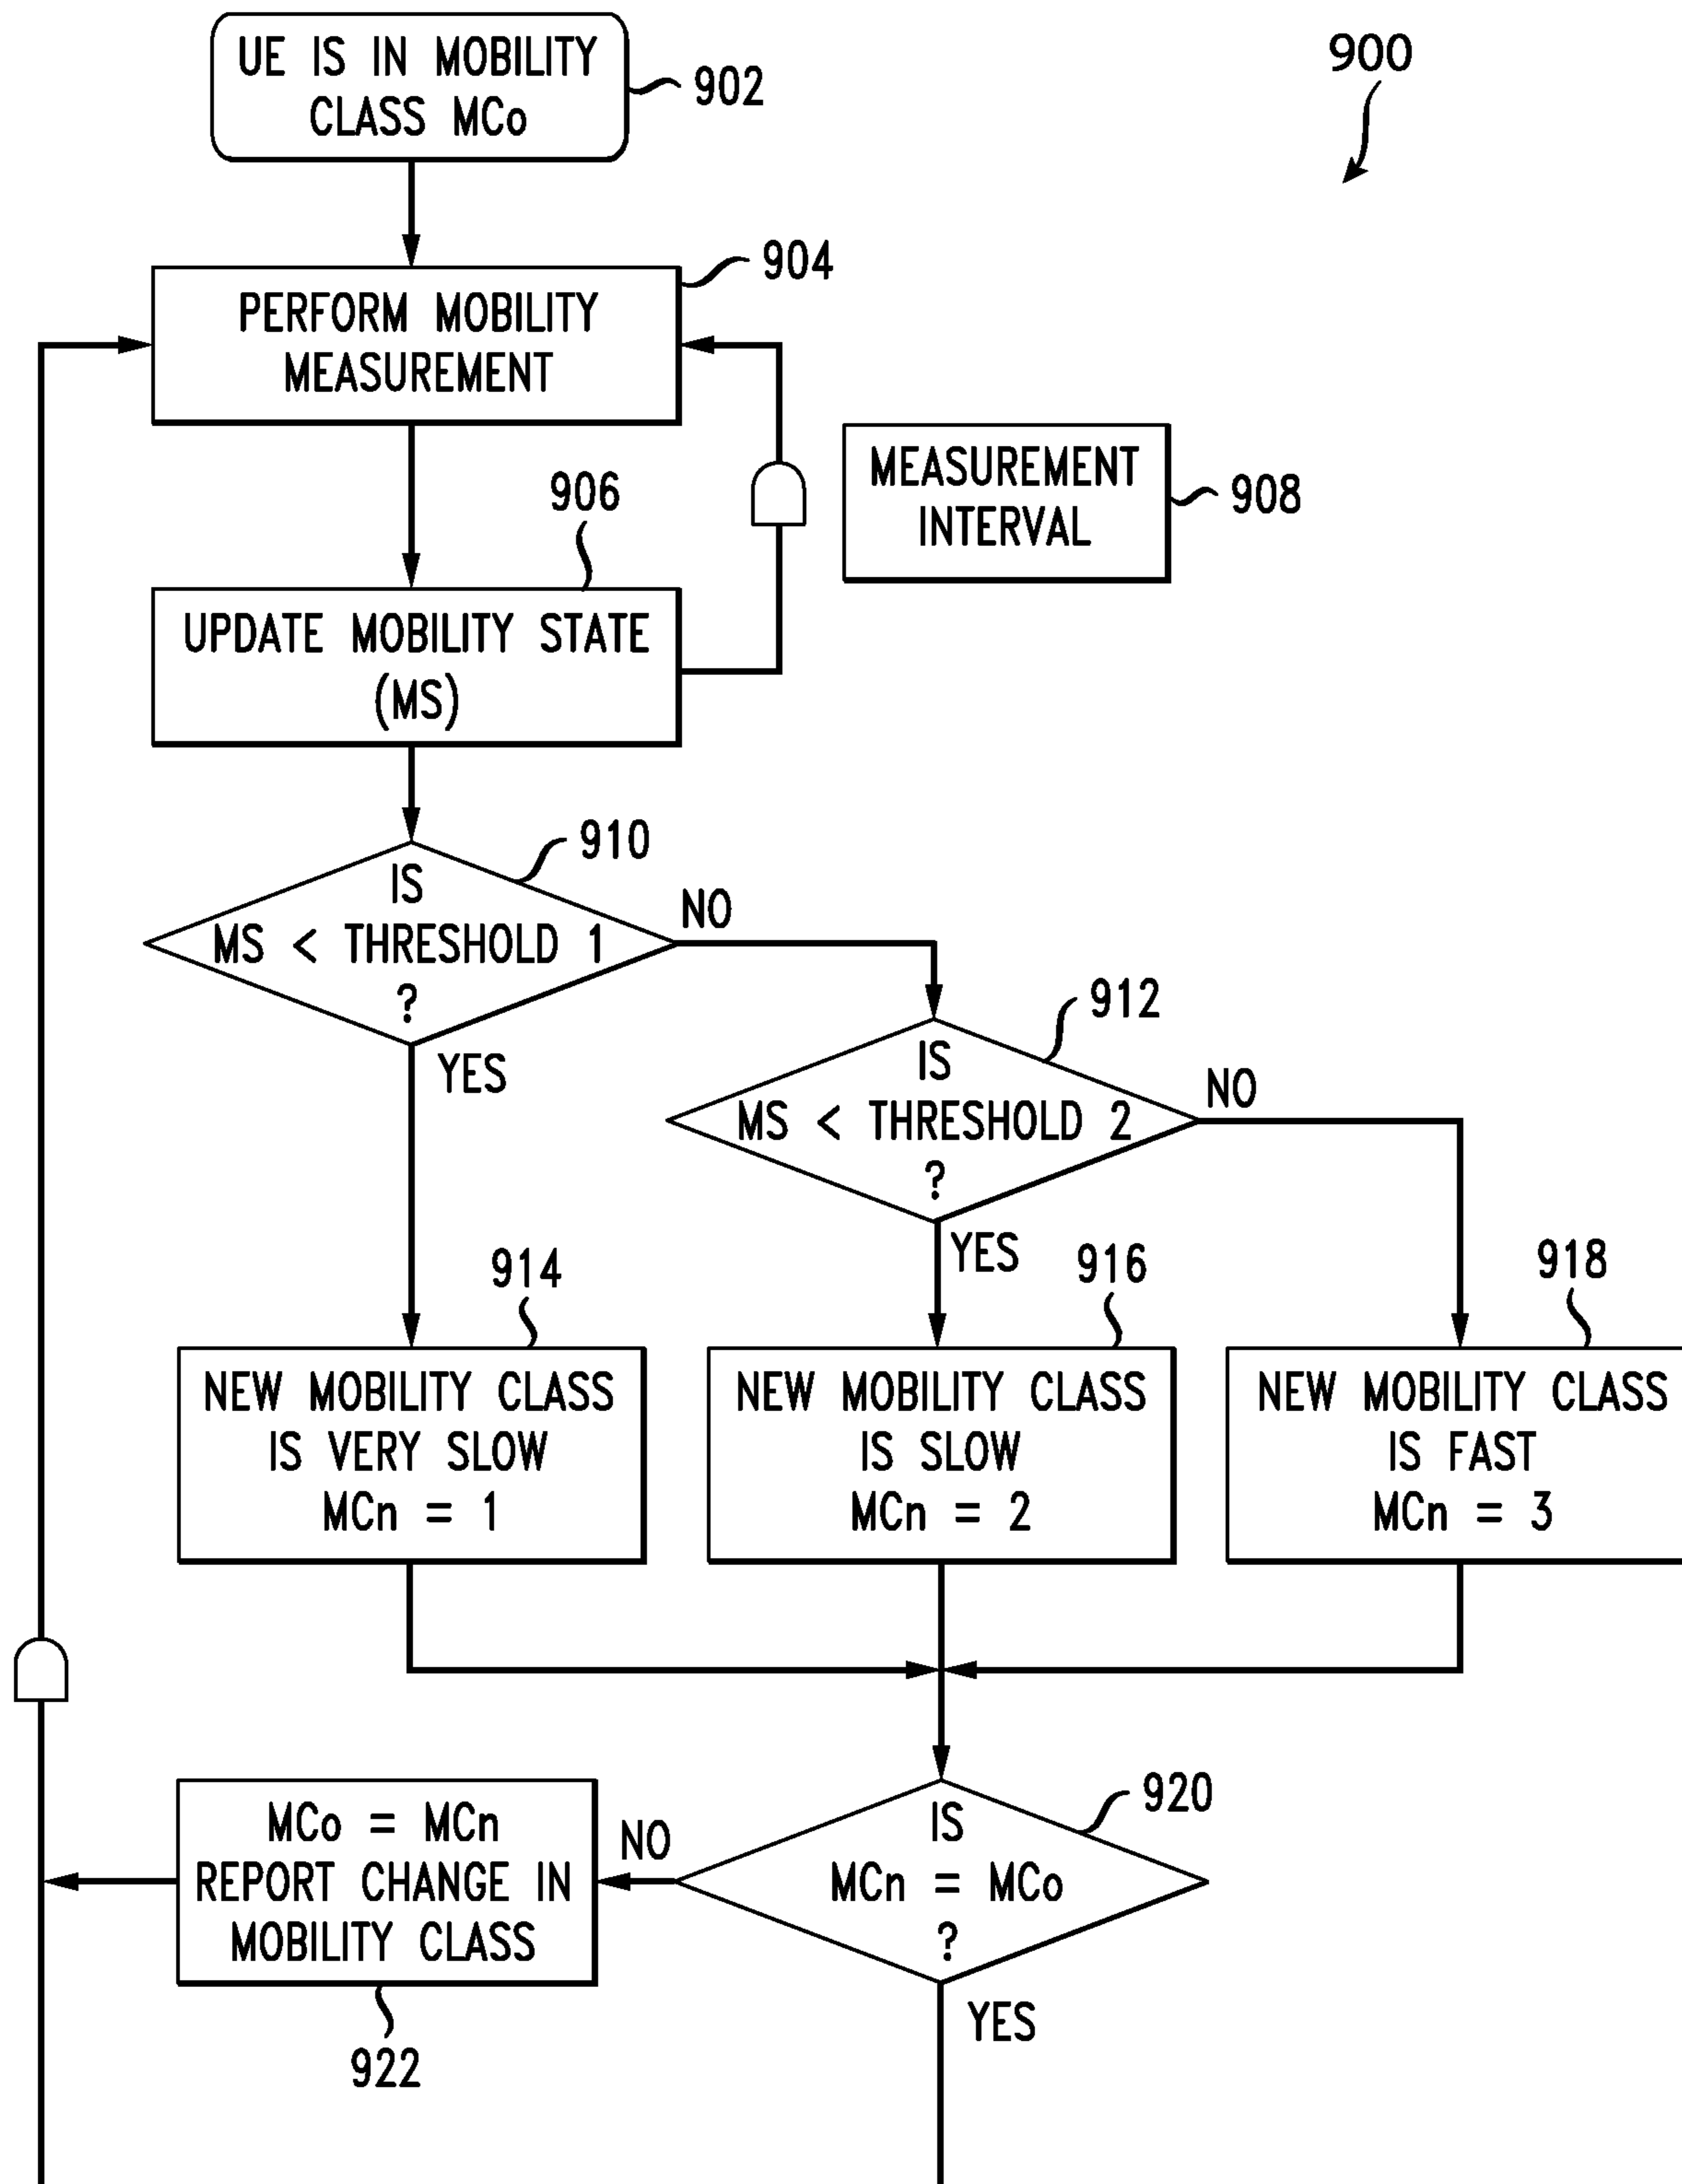 UE IS IN MOBILITY
CLASS MCo
902
900
904
PERFORM MOBILITY
MEASUREMENT
MEASUREMENT
INTERVAL
908
906
UPDATE MOBILITY STATE
(MS)
910
IS
MS < THRESHOLD 1
?
NO
YES
912
IS
MS < THRESHOLD 2
?
NO
YES
914
NEW MOBILITY CLASS
IS VERY SLOW
MCn = 1
916
NEW MOBILITY CLASS
IS SLOW
MCn = 2
918
NEW MOBILITY CLASS
IS FAST
MCn = 3
920
IS
MCn = MCo
?
NO
YES
MCo = MCn
REPORT CHANGE IN
MOBILITY CLASS
922